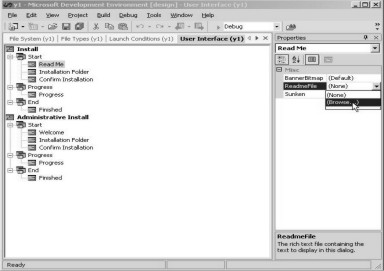 y1 - Microsoft Development Environment [design] - User Interface (y1)
File Edit View Project Build Debug Tools Window Help
Debug
File System (y1) File Types (y1) Launch Conditions (y1) User Interface (y1)
Install
Start
Read Me
Installation Folder
Confirm Installation
Progress
Progress
End
Finished
Administrative Install
Start
Welcome
Installation Folder
Confirm Installation
Progress
Progress
End
Finished
Properties
Read Me
Misc
BannerBitmap (Default)
ReadmeFile (None)
Sunken (None)
(Browse...)
ReadmeFile
The rich text file containing the
text to display in this dialog.
Ready